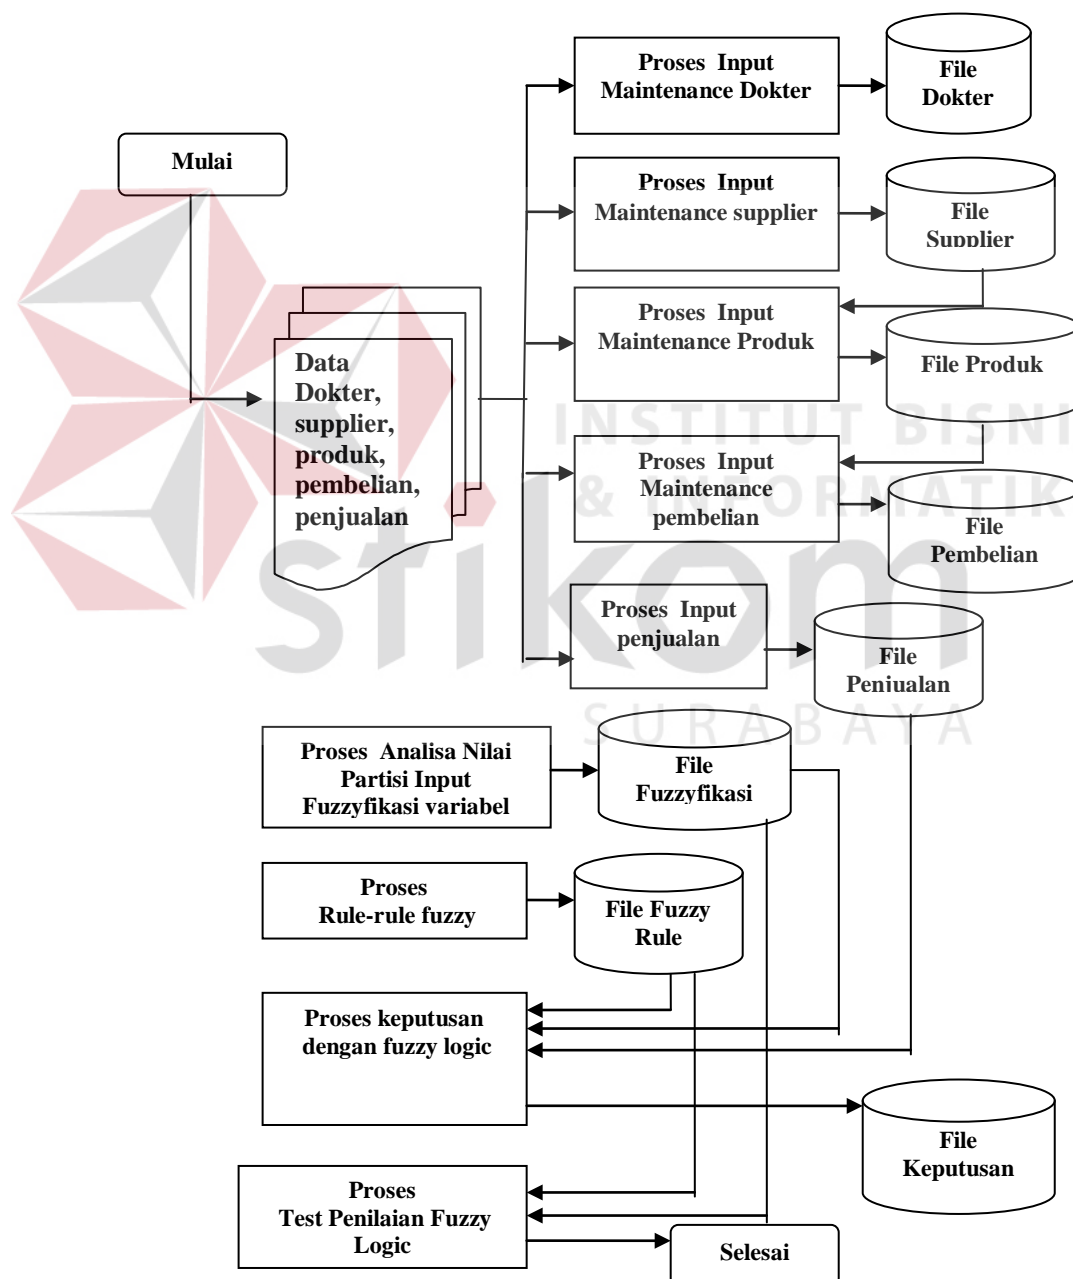 Proses Input
Maintenance Dokter
File
Dokter
Mulai
Proses Input
Maintenance supplier
File
Supplier
Data
Dokter,
supplier,
produk,
pembelian,
penjualan
Proses Input
Maintenance Produk
File Produk
INSTITUT BISNI
& INFORMATIK
stikom
SURABAYA
Proses Input
Maintenance
pembelian
File
Pembelian
Proses Input
penjualan
File
Penjualan
Proses Analisa Nilai
Partisi Input
Fuzzyfikasi variabel
File
Fuzzyfikasi
Proses
Rule-rule fuzzy
File Fuzzy
Rule
Proses keputusan
dengan fuzzy logic
File
Keputusan
Proses
Test Penilaian Fuzzy
Logic
Selesai